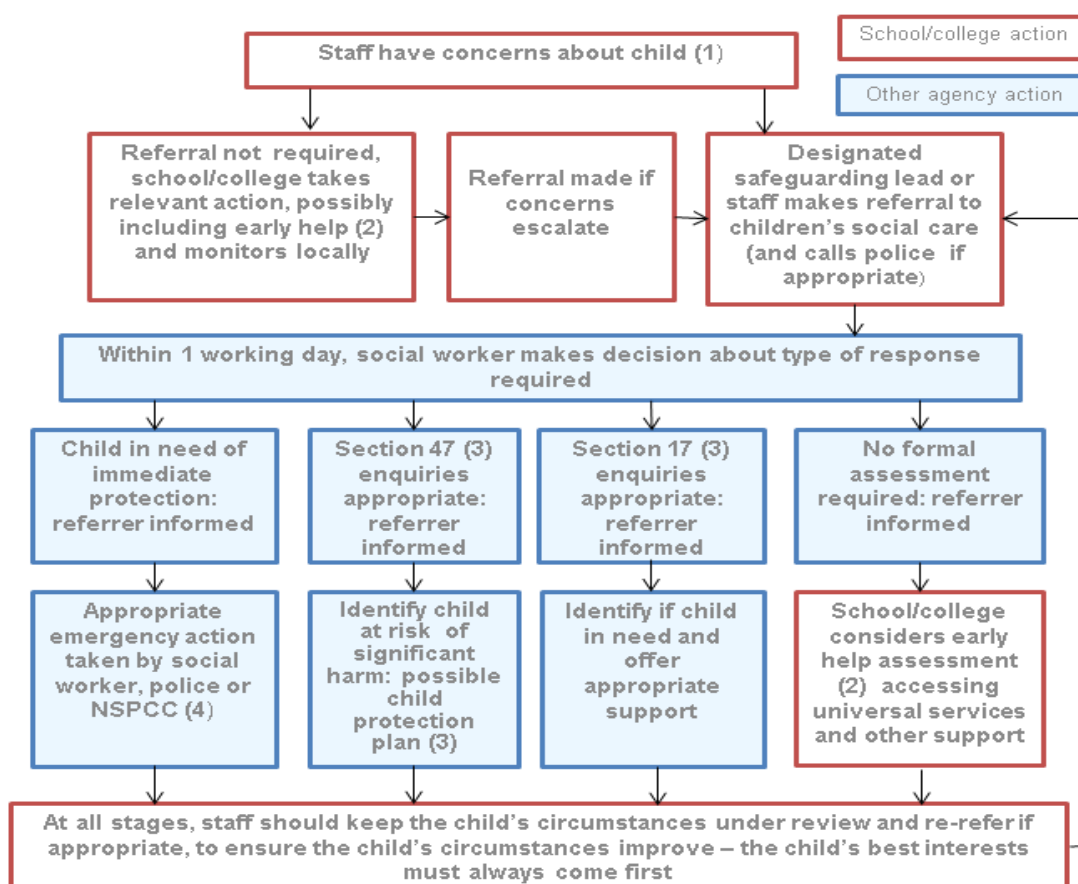 School/college action
Other agency action
Staff have concerns about child (1)
Referral not required,
school/college takes
relevant action, possibly
including early help (2)
and monitors locally
Referral made if
concerns
escalate
Designated
safeguarding lead or
staff makes referral to
children’s social care
(and calls police if
appropriate)
Within 1 working day, social worker makes decision about type of response
required
Child in need of
immediate
protection:
referrer informed
Section 47 (3)
enquiries
appropriate:
referrer
informed
Section 17 (3)
enquiries
appropriate:
referrer
informed
No formal
assessment
required: referrer
informed
Appropriate
emergency action
taken by social
worker, police or
NSPCC (4)
Identify child
at risk of
significant
harm: possible
child
protection
plan (3)
Identify if child
in need and
offer
appropriate
support
School/college
considers early
help assessment
(2) accessing
universal services
and other support
At all stages, staff should keep the child’s circumstances under review and re-refer if
appropriate, to ensure the child’s circumstances improve – the child’s best interests
must always come first